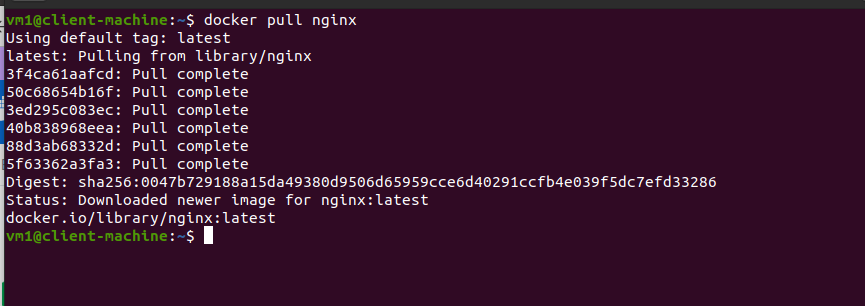 vm1@client-machine:~$ docker pull nginx
Using default tag: latest
latest: Pulling from library/nginx
3f4ca61aafcd: Pull complete
50c68654b16f: Pull complete
3ed295c083ec: Pull complete
40b838968eea: Pull complete
88d3ab68332d: Pull complete
5f63362a3fa3: Pull complete
Digest: sha256:0047b729188a15da49380d9506d65959cce6d40291ccfb4e039f5dc7efd33286
Status: Downloaded newer image for nginx:latest
docker.io/library/nginx:latest
vm1@client-machine:~$